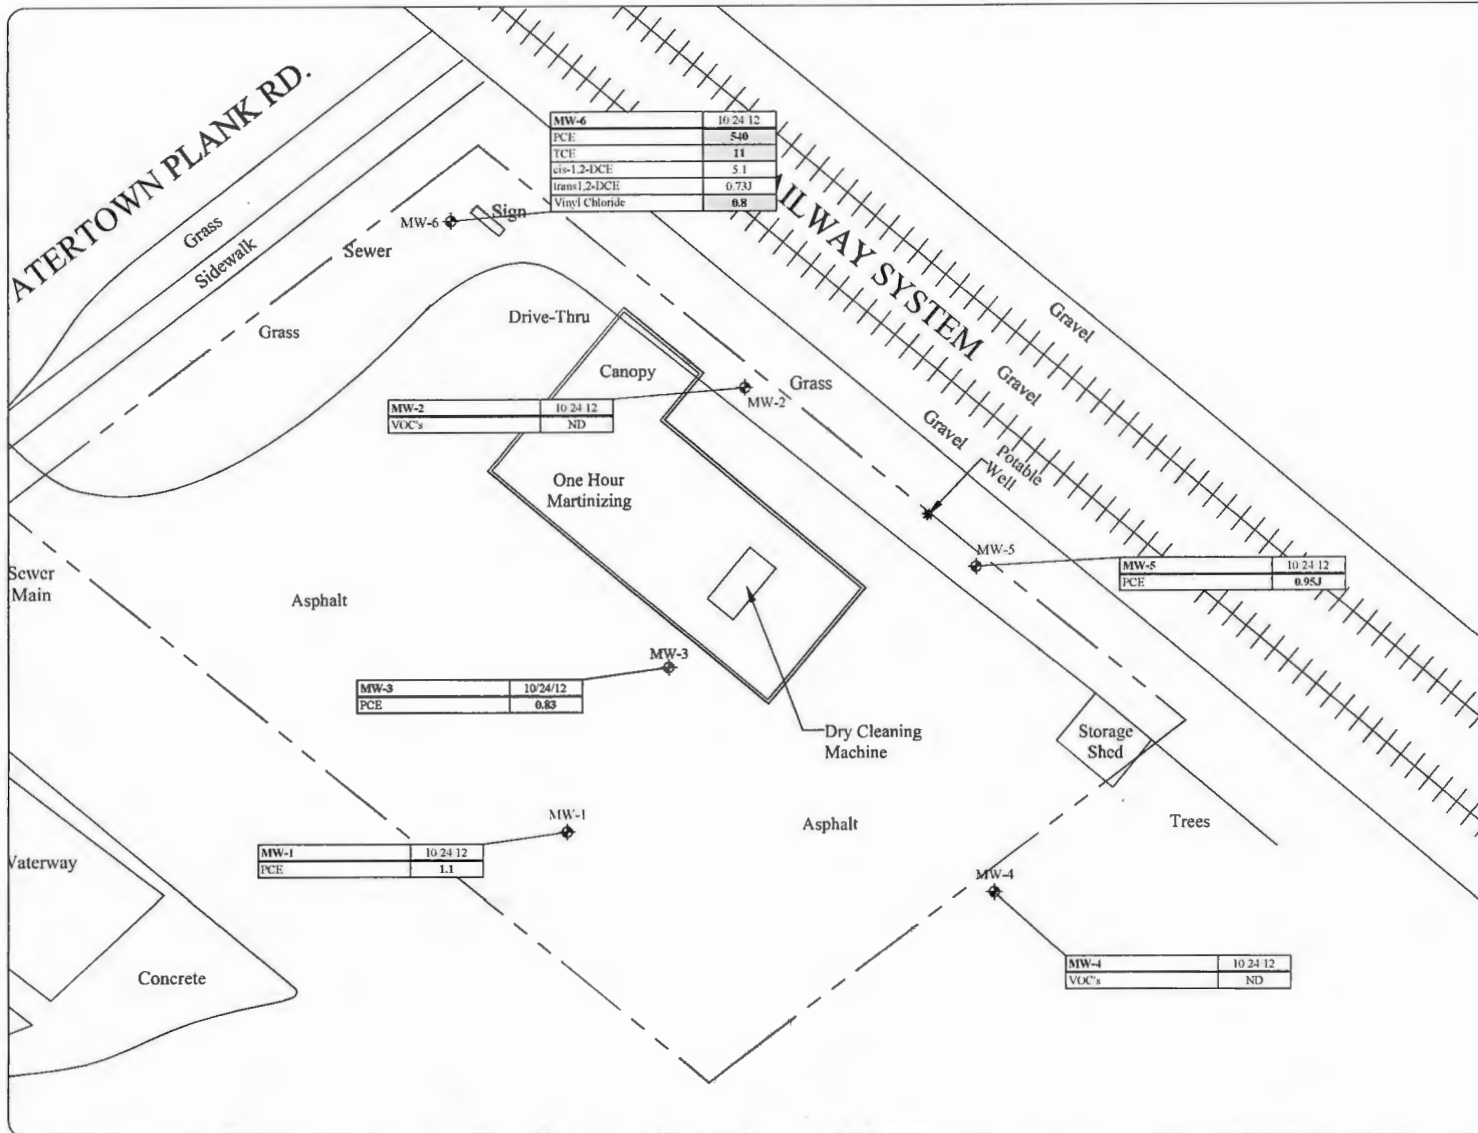 ATERTOWN PLANK RD.
Grass
Sidewalk
Sewer
Grass
MW-6
Sign
MW-6 10 24 12
PCE 540
TCE 11
cis-1,2-DCE 5.1
trans1,2-DCE 0.73J
Vinyl Chloride 0.8
AILWAY SYSTEM
Gravel
Gravel
Gravel
Drive-Thru
Canopy
Grass
MW-2
MW-2 10 24 12
VOC's ND
One Hour
Martinizing
Potable
Well
MW-5
MW-5 10 24 12
PCE 0.95J
Sewer
Main
Asphalt
MW-3
MW-3 10/24/12
PCE 0.83
Dry Cleaning
Machine
Storage
Shed
MW-1
MW-1 10 24 12
PCE 1.1
Asphalt
Trees
Vaterway
MW-4
MW-4 10 24 12
VOC's ND
Concrete